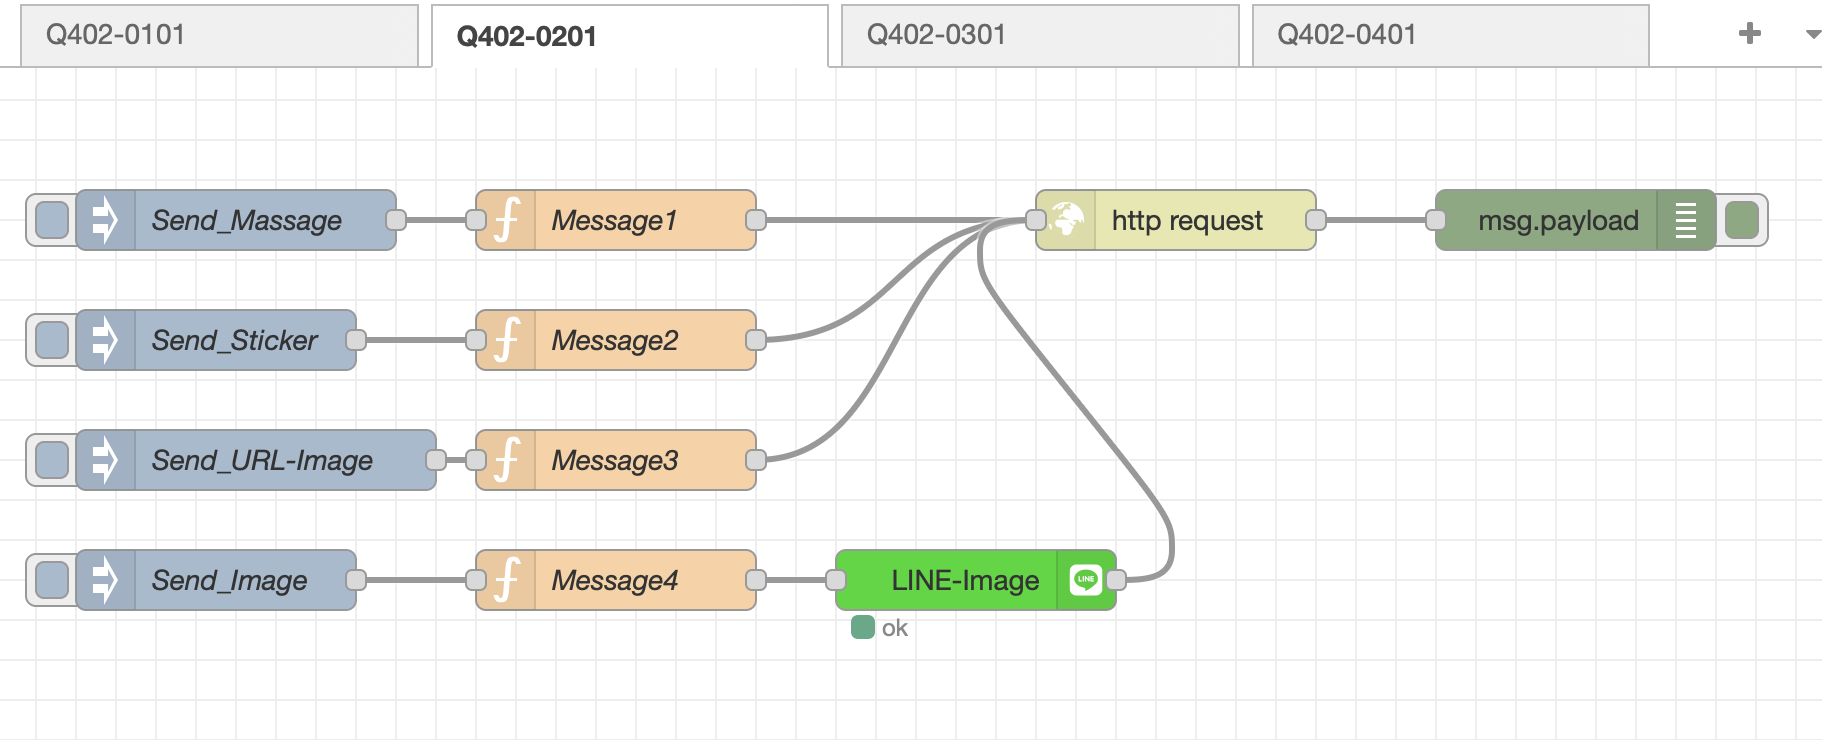 Q402-0101
Q402-0201
Q402-0301
Q402-0401
Send_Massage
Message1
http request
msg.payload
Send_Sticker
Message2
Send_URL-Image
Message3
Send_Image
Message4
LINE-Image
LINE
ok